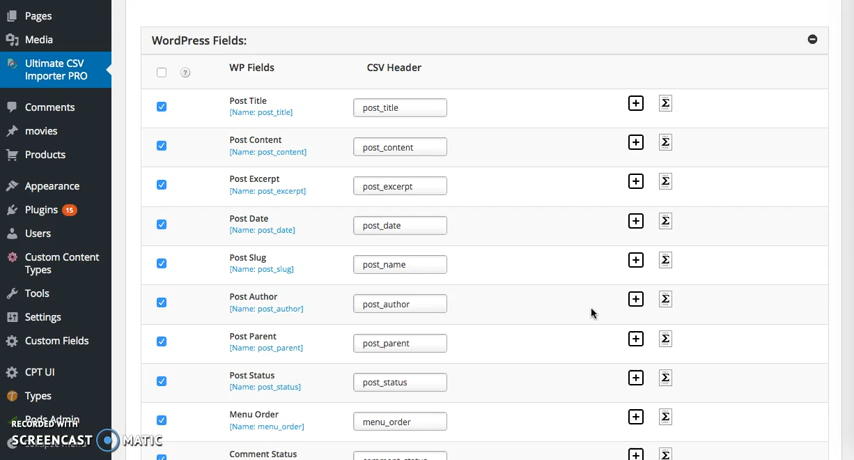 Pages
Media
Ultimate CSV
Importer PRO
Comments
movies
Products
Appearance
Plugins 15
Users
Custom Content
Types
Tools
Settings
Custom Fields
CPT UI
Types
Pods Admin
RECORDED WITH
SCREENCAST MATIC
WordPress Fields:
? WP Fields CSV Header
Post Title
[Name: post_title]
post_title
Post Content
[Name: post_content]
post_content
Post Excerpt
[Name: post_excerpt]
post_excerpt
Post Date
[Name: post_date]
post_date
Post Slug
[Name: post_slug]
post_name
Post Author
[Name: post_author]
post_author
Post Parent
[Name: post_parent]
post_parent
Post Status
[Name: post_status]
post_status
Menu Order
[Name: menu_order]
menu_order
Comment Status